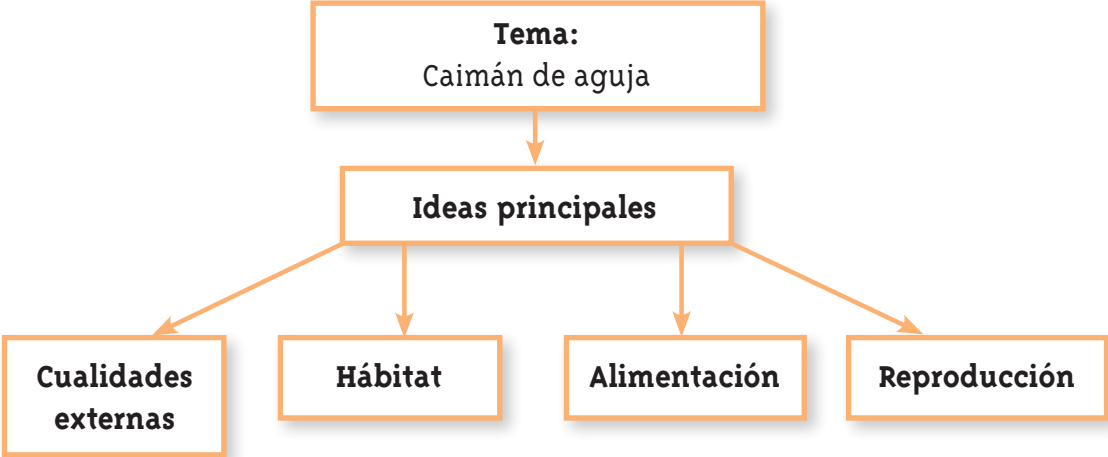 Tema:
Caimán de aguja
Ideas principales
Cualidades
externas
Hábitat
Alimentación
Reproducción